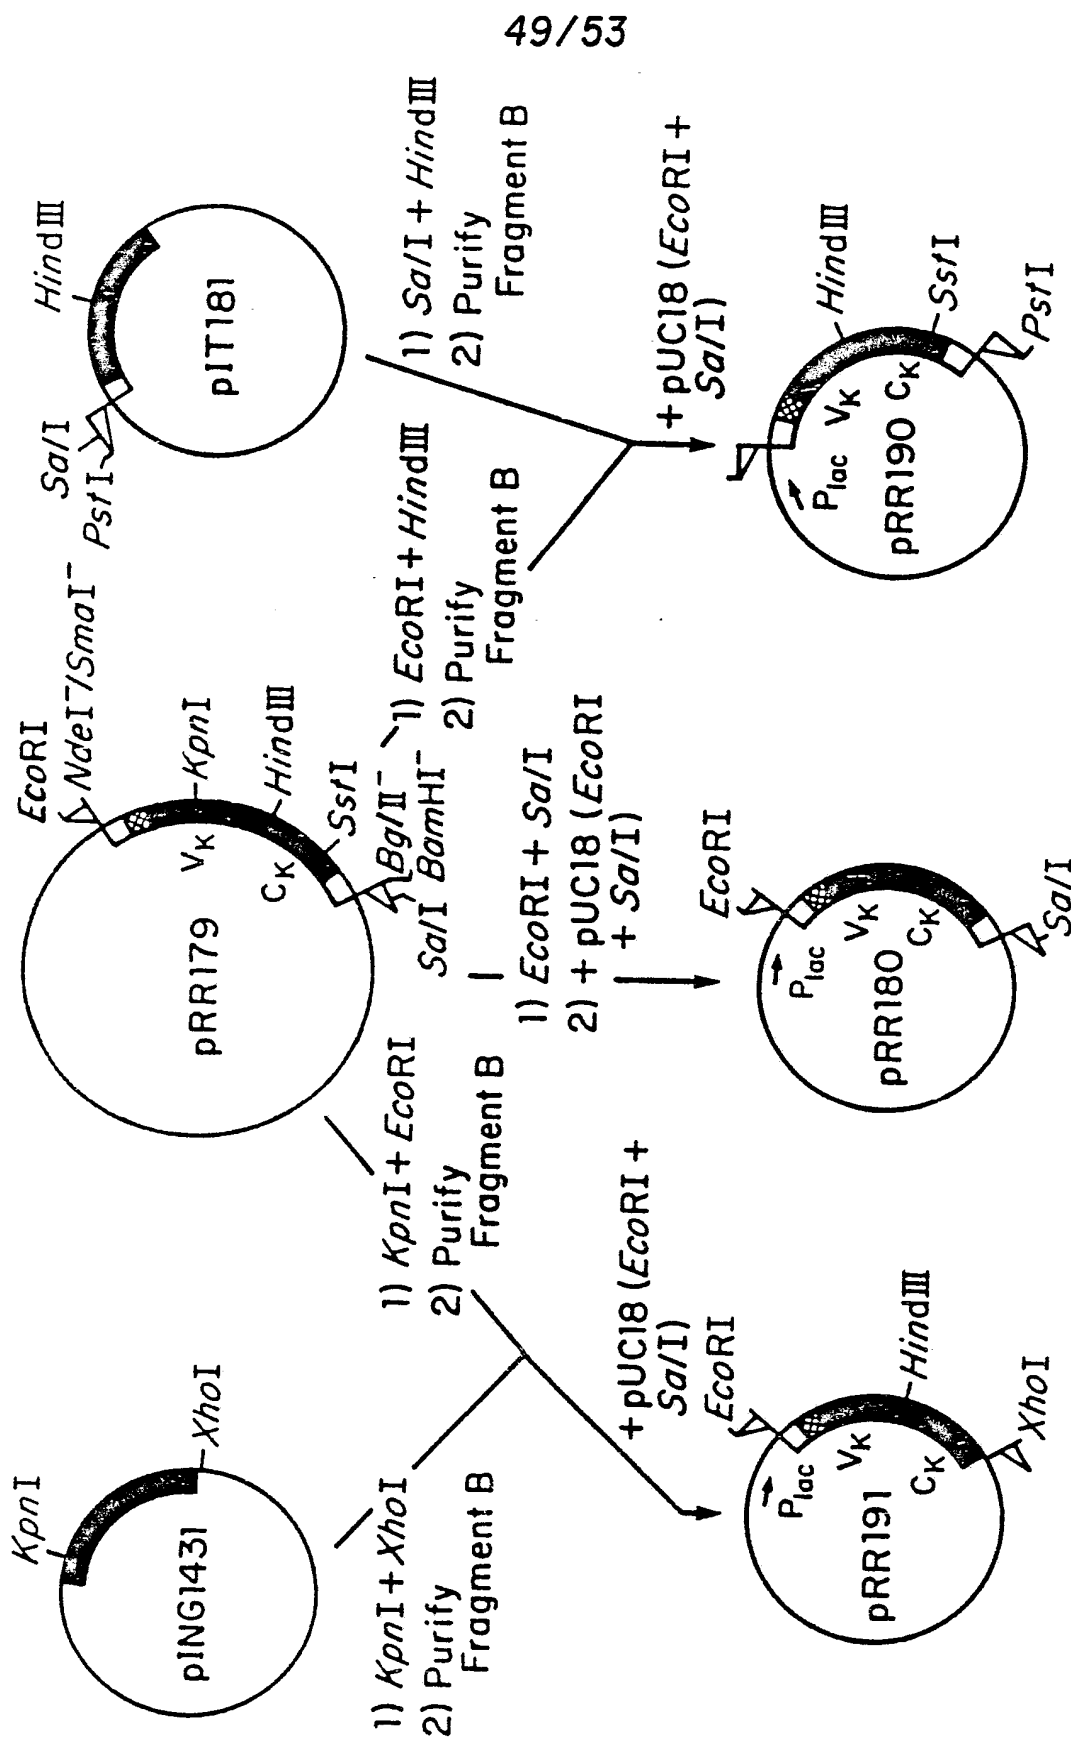 49/53
KpnI
XhoI
pING1431
1) KpnI + XhoI
2) Purify
Fragment B
EcoRI
NdeI⁻/SmaI⁻
KpnI
HindIII
SstI
BglII⁻
BamHI⁻
SalI
VK
CK
pRR179
1) KpnI + EcoRI
2) Purify
Fragment B
1) EcoRI + SalI
2) + pUC18 (EcoRI
+ SalI)
1) EcoRI + HindIII
2) Purify
Fragment B
SalI
PstI
HindIII
pIT181
1) SalI + HindIII
2) Purify
Fragment B
+ pUC18 (EcoRI +
SalI)
EcoRI
HindIII
XhoI
Plac
VK
CK
pRR191
EcoRI
SalI
Plac
VK
CK
pRR180
+ pUC18 (EcoRI +
SalI)
HindIII
SstI
PstI
Plac
VK
CK
pRR190